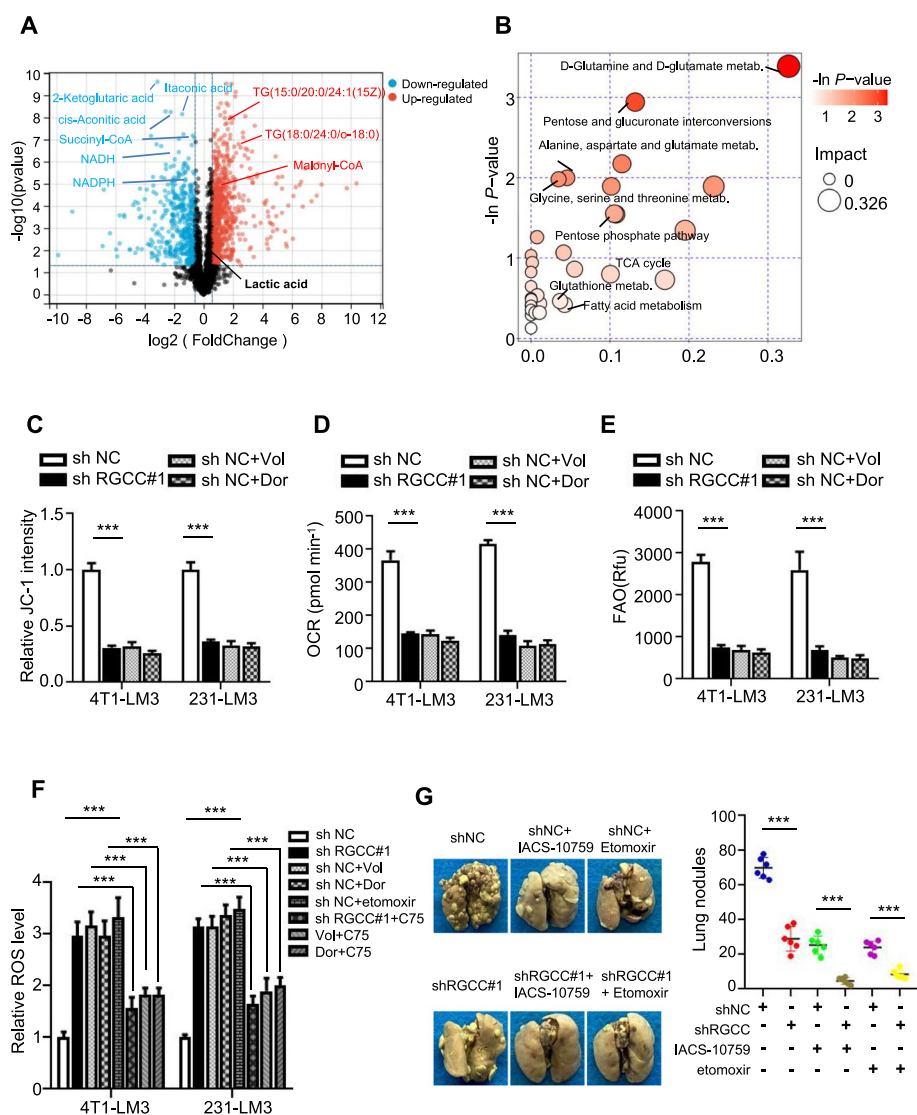 A
10
9
8
7
6
5
4
3
2
1
0
-log10(pvalue)
-10 -8 -6 -4 -2 0 2 4 6 8 10 12
log2 ( FoldChange )
Itaconic acid
2-Ketoglutaric acid
cis-Aconitic acid
Succinyl-CoA
NADH
NADPH
TG(15:0/20:0/24:1(15Z))
TG(18:0/24:0/o-18:0)
Malonyl-CoA
Lactic acid
Down-regulated
Up-regulated
B
D-Glutamine and D-glutamate metab.
Pentose and glucuronate interconversions
Alanine, aspartate and glutamate metab.
Glycine, serine and threonine metab.
Pentose phosphate pathway
TCA cycle
Glutathione metab.
Fatty acid metabolism
-ln P-value
3
2
1
0
0.0 0.1 0.2 0.3
-ln P-value
1 2 3
Impact
0
0.326
C
sh NC sh NC+Vol
sh RGCC#1 sh NC+Dor
Relative JC-1 intensity
1.5
1.0
0.5
0.0
*** ***
4T1-LM3 231-LM3
D
sh NC sh NC+Vol
sh RGCC#1 sh NC+Dor
OCR (pmol min-1)
400
300
200
100
0
*** ***
4T1-LM3 231-LM3
E
sh NC sh NC+Vol
sh RGCC#1 sh NC+Dor
FAO(Rfu)
4000
3000
2000
1000
0
*** ***
4T1-LM3 231-LM3
F
*** ***
*** ***
*** ***
*** ***
Relative ROS level
4
3
2
1
0
4T1-LM3 231-LM3
sh NC
sh RGCC#1
sh NC+Vol
sh NC+Dor
sh NC+etomoxir
sh RGCC#1+C75
Vol+C75
Dor+C75
G
shNC
shNC+
IACS-10759
shNC+
Etomoxir
shRGCC#1
shRGCC#1+
IACS-10759
shRGCC#1
+ Etomoxir
Lung nodules
100
80
60
40
20
0
***
***
***
shNC + - + - + -
shRGCC - + - + - +
IACS-10759 - - + + - -
etomoxir - - - - + +